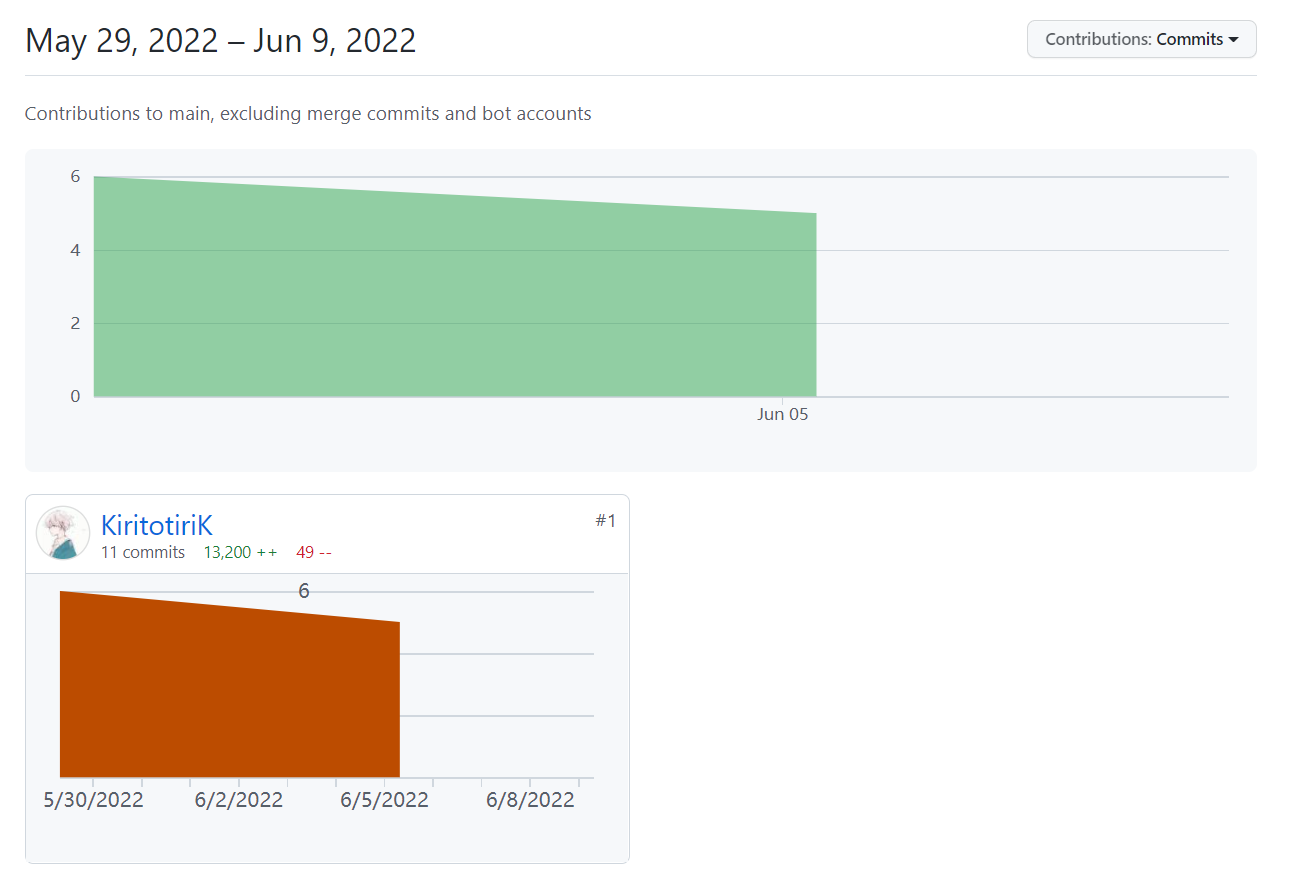 May 29, 2022 – Jun 9, 2022
Contributions: Commits
Contributions to main, excluding merge commits and bot accounts
6
4
2
0
Jun 05
KiritotiriK
#1
11 commits 13,200 ++ 49 --
6
5/30/2022 6/2/2022 6/5/2022 6/8/2022